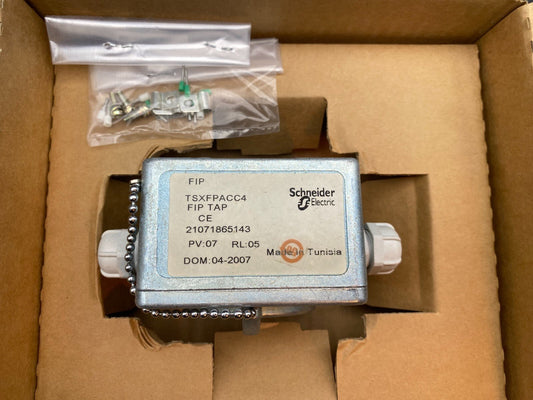 FIP
TSXFPACC4
FIP TAP
CE
21071865143
PV:07 RL:05
DOM:04-2007
Schneider
Electric
Made in Tunisia